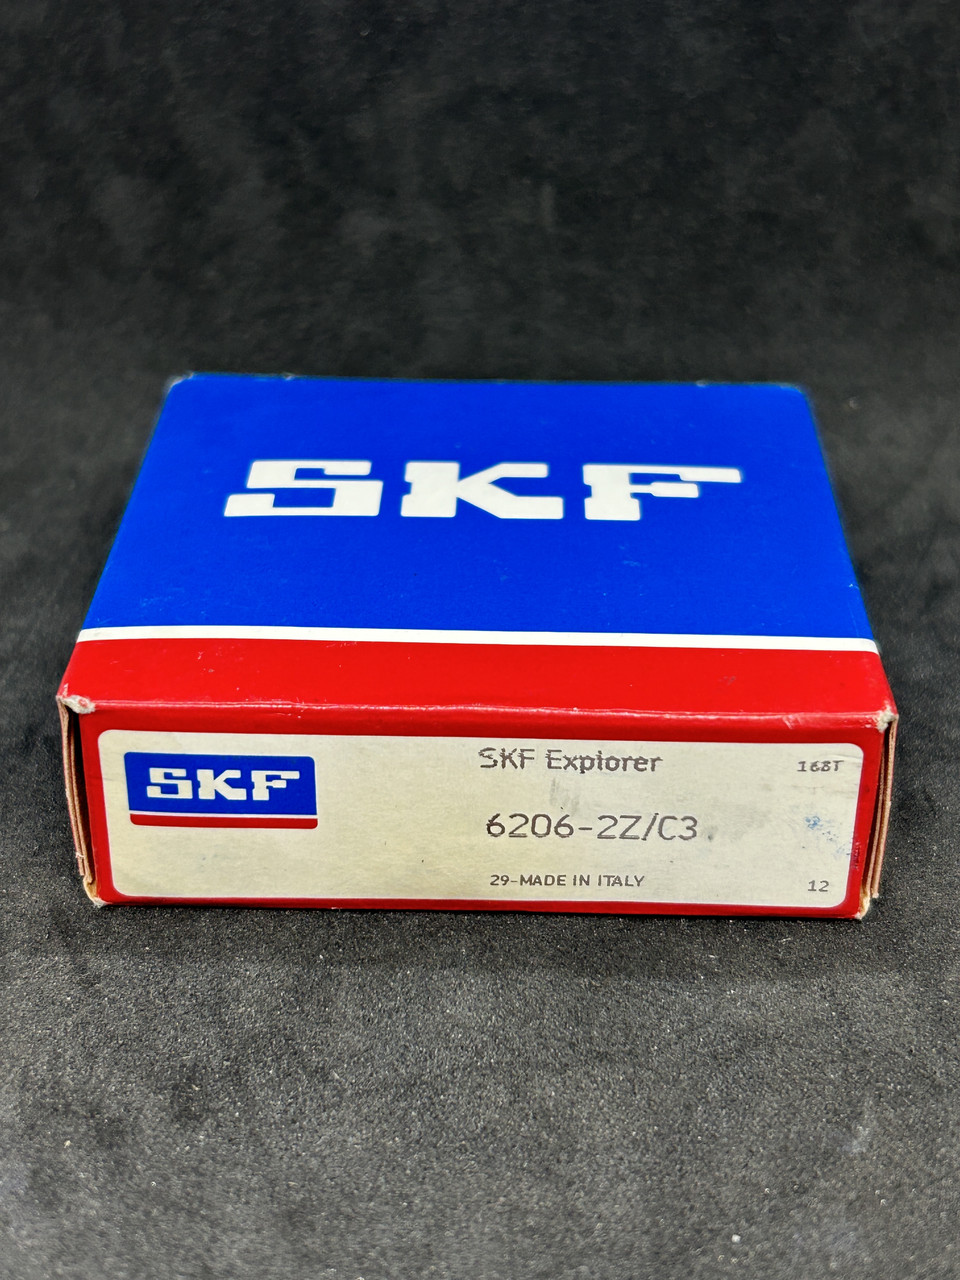 SKF
SKF
SKF Explorer
168T
6206-2Z/C3
29-MADE IN ITALY
12